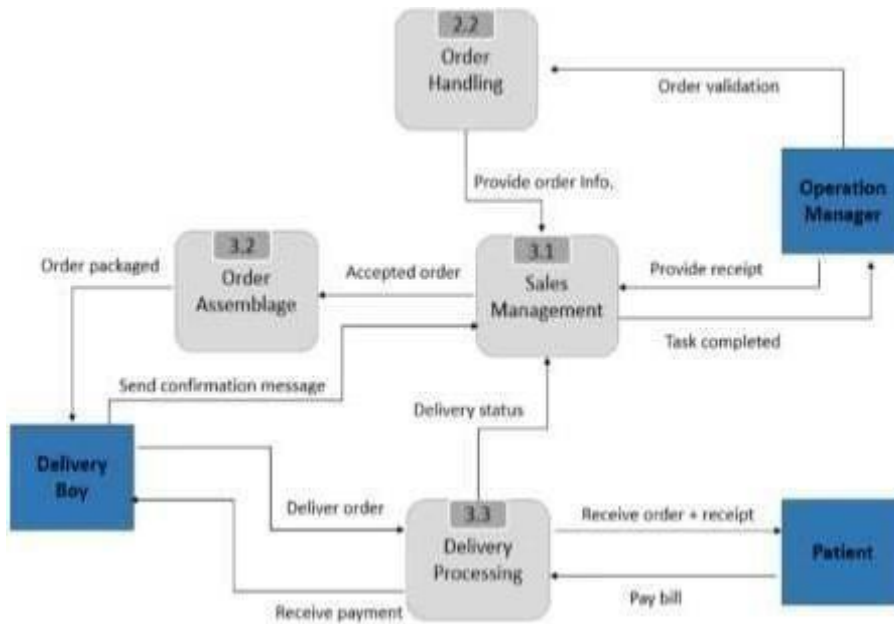 2.2
Order
Handling
Order validation
Operation
Manager
Provide order Info.
3.2
Order
Assemblage
3.1
Sales
Management
Order packaged
Accepted order
Provide receipt
Task completed
Send confirmation message
Delivery status
Delivery
Boy
Deliver order
3.3
Delivery
Processing
Receive order + receipt
Patient
Pay bill
Receive payment